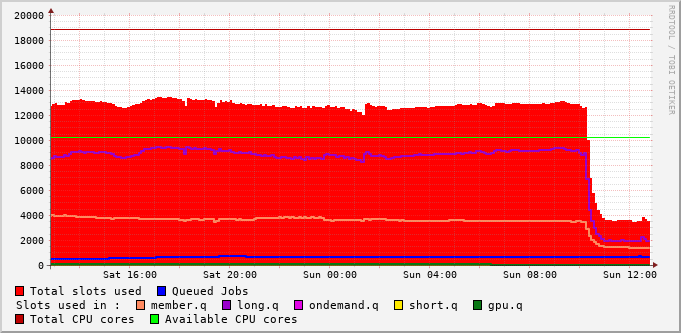 20000
18000
16000
14000
12000
10000
8000
6000
4000
2000
0
Sat 16:00 Sat 20:00 Sun 00:00 Sun 04:00 Sun 08:00 Sun 12:00
RRDTOOL / TOBI OETIKER
Total slots used Queued Jobs
Slots used in : member.q long.q ondemand.q short.q gpu.q
Total CPU cores Available CPU cores